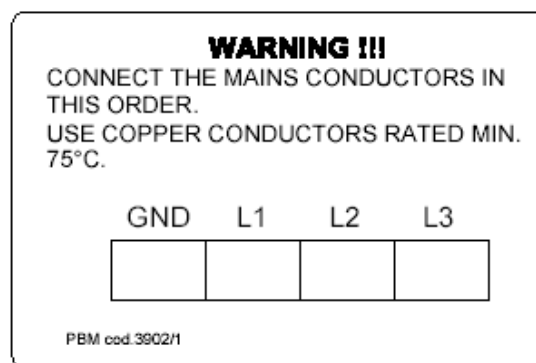 WARNING !!!
CONNECT THE MAINS CONDUCTORS IN
THIS ORDER.
USE COPPER CONDUCTORS RATED MIN.
75°C.
GND L1 L2 L3
PBM cod.3902/1